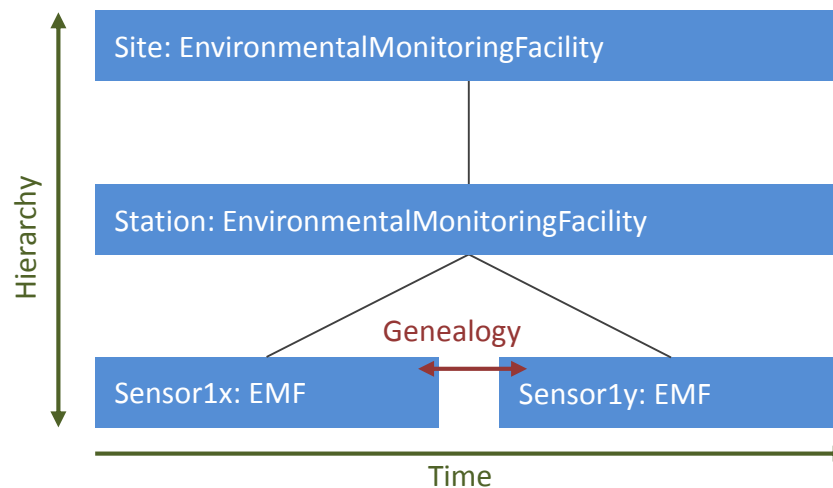 Site: EnvironmentalMonitoringFacility
Hierarchy
Station: EnvironmentalMonitoringFacility
Genealogy
Sensor1x: EMF
Sensor1y: EMF
Time